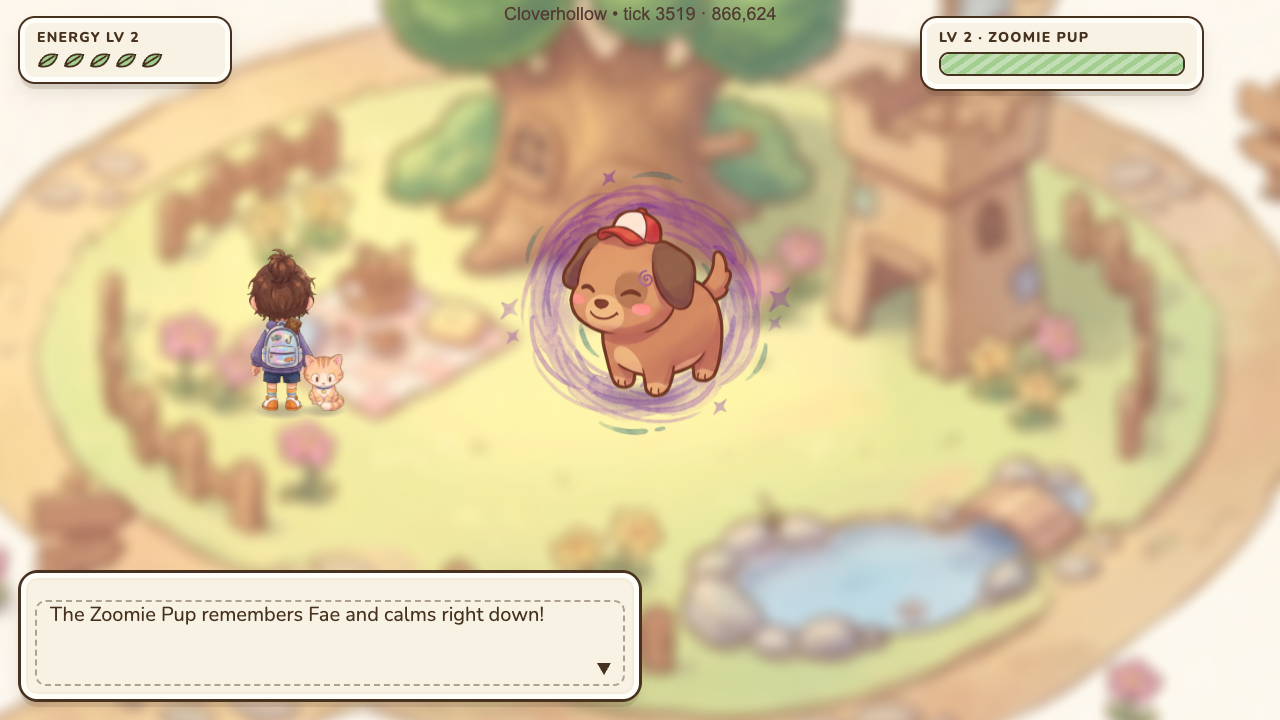 Cloverhollow • tick 3519 · 866,624
ENERGY LV 2
LV 2 · ZOOMIE PUP
The Zoomie Pup remembers Fae and calms right down!